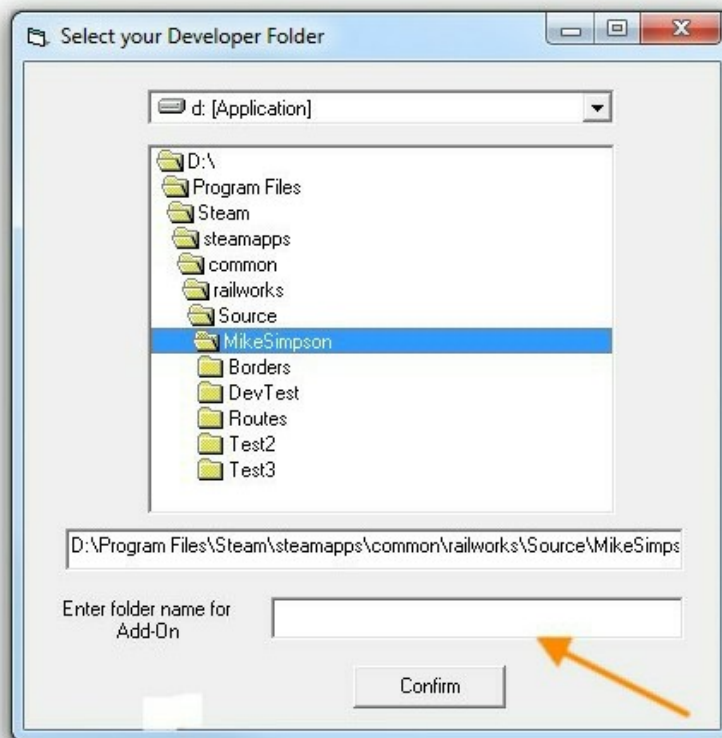 Select your Developer Folder
d: [Application]
D:\
Program Files
Steam
steamapps
common
railworks
Source
MikeSimpson
Borders
DevTest
Routes
Test2
Test3
D:\Program Files\Steam\steamapps\common\railworks\Source\MikeSimps
Enter folder name for
Add-On
Confirm